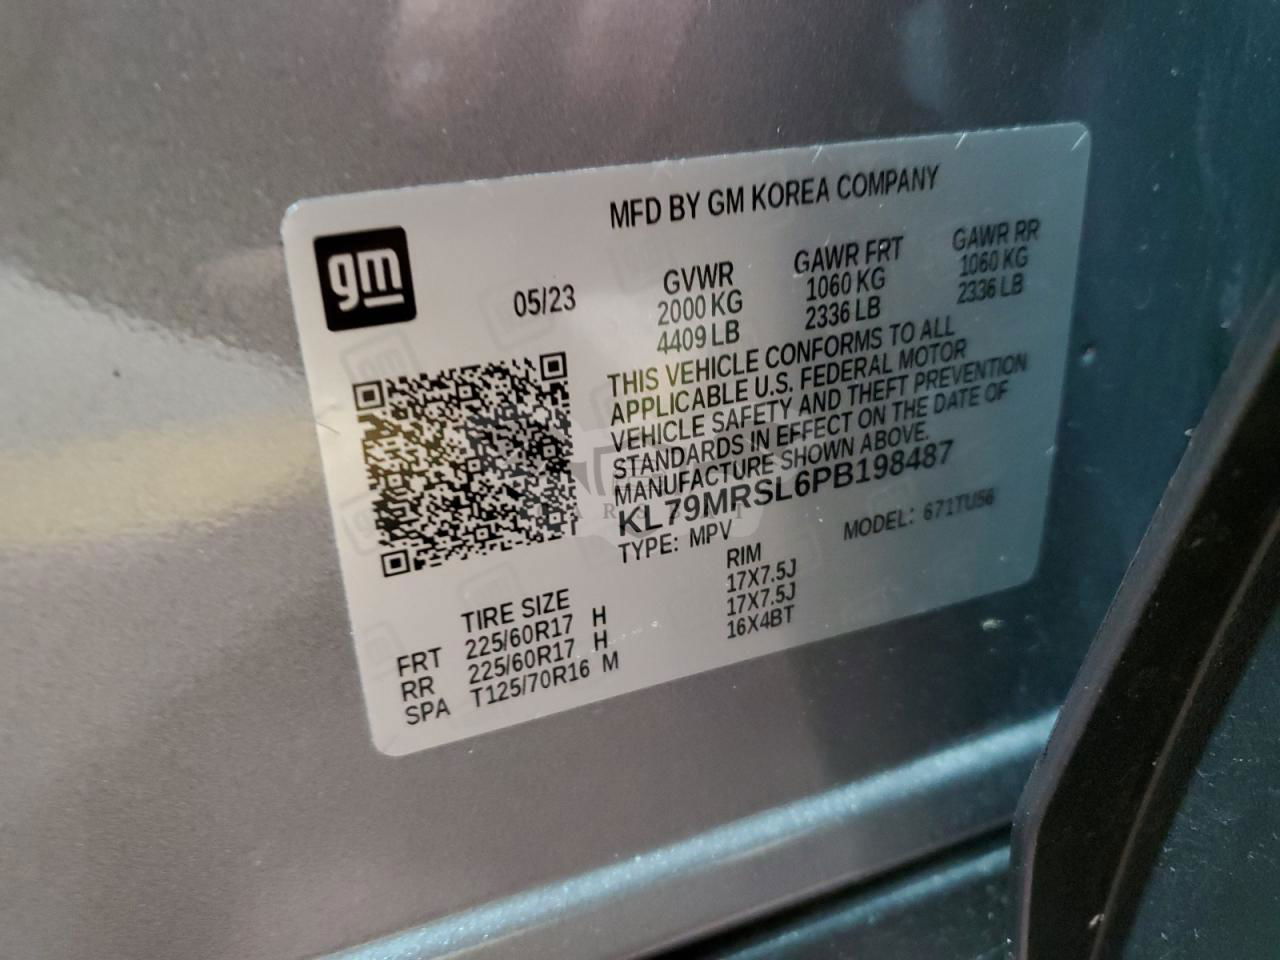 gm
MFD BY GM KOREA COMPANY
05/23
GVWR
2000 KG
4409 LB
GAWR FRT
1060 KG
2336 LB
GAWR RR
1060 KG
2336 LB
THIS VEHICLE CONFORMS TO ALL
APPLICABLE U.S. FEDERAL MOTOR
VEHICLE SAFETY AND THEFT PREVENTION
STANDARDS IN EFFECT ON THE DATE OF
MANUFACTURE SHOWN ABOVE.
KL79MRSL6PB198487
TYPE: MPV
MODEL: 671TU56
TIRE SIZE
RIM
FRT 225/60R17 H 17X7.5J
RR 225/60R17 H 17X7.5J
SPA T125/70R16 M 16X4BT